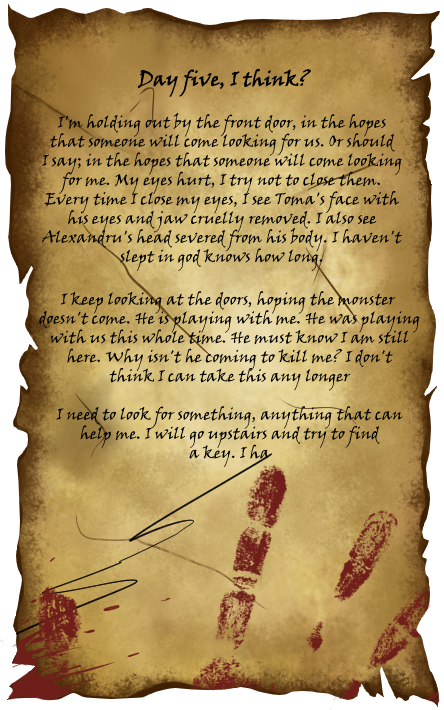 Day five, I think?
I'm holding out by the front door, in the hopes
that someone will come looking for us. Or should
I say; in the hopes that someone will come looking
for me. My eyes hurt, I try not to close them.
Every time I close my eyes, I see Toma's face with
his eyes and jaw cruelly removed. I also see
Alexandru's head severed from his body. I haven't
slept in god knows how long.
I keep looking at the doors, hoping the monster
doesn't come. He is playing with me. He was playing
with us this whole time. He must know I am still
here. Why isn't he coming to kill me? I don't
think I can take this any longer
I need to look for something, anything that can
help me. I will go upstairs and try to find
a key. I ha